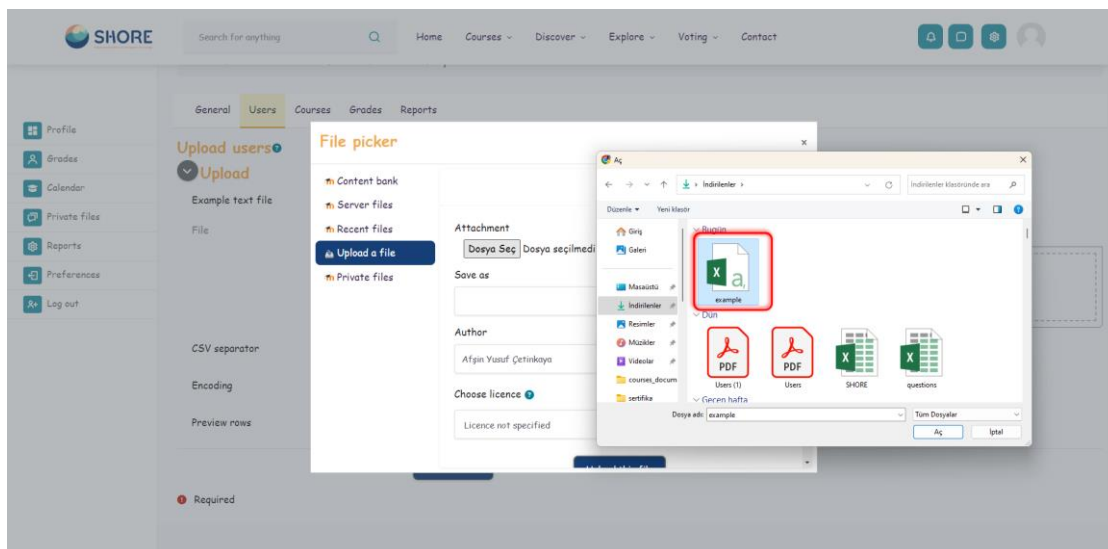 SHORE
Search for anything
Home Courses Discover Explore Voting Contact
General Users Courses Grades Reports
Profile
Grades
Calendar
Private files
Reports
Preferences
Log out
Upload users
Upload
Example text file
File
CSV separator
Encoding
Preview rows
Required
File picker
x
Content bank
Server files
Recent files
Upload a file
Private files
Attachment
Dosya Seç Dosya seçilmedi
Save as
Author
Afşin Yusuf Çetinkaya
Choose licence
Licence not specified
Aç
İndirilenler
İndirilenler klasöründe ara
Düzenle Yeni klasör
Giriş
Galeri
Masaüstü
İndirilenler
Resimler
Müzikler
Videolar
courses_docum
sertifika
Bugün
a,
example
Dün
PDF PDF
Users (1) Users SHORE questions
Geçen hafta
Dosya adı: example Tüm Dosyalar
Aç İptal